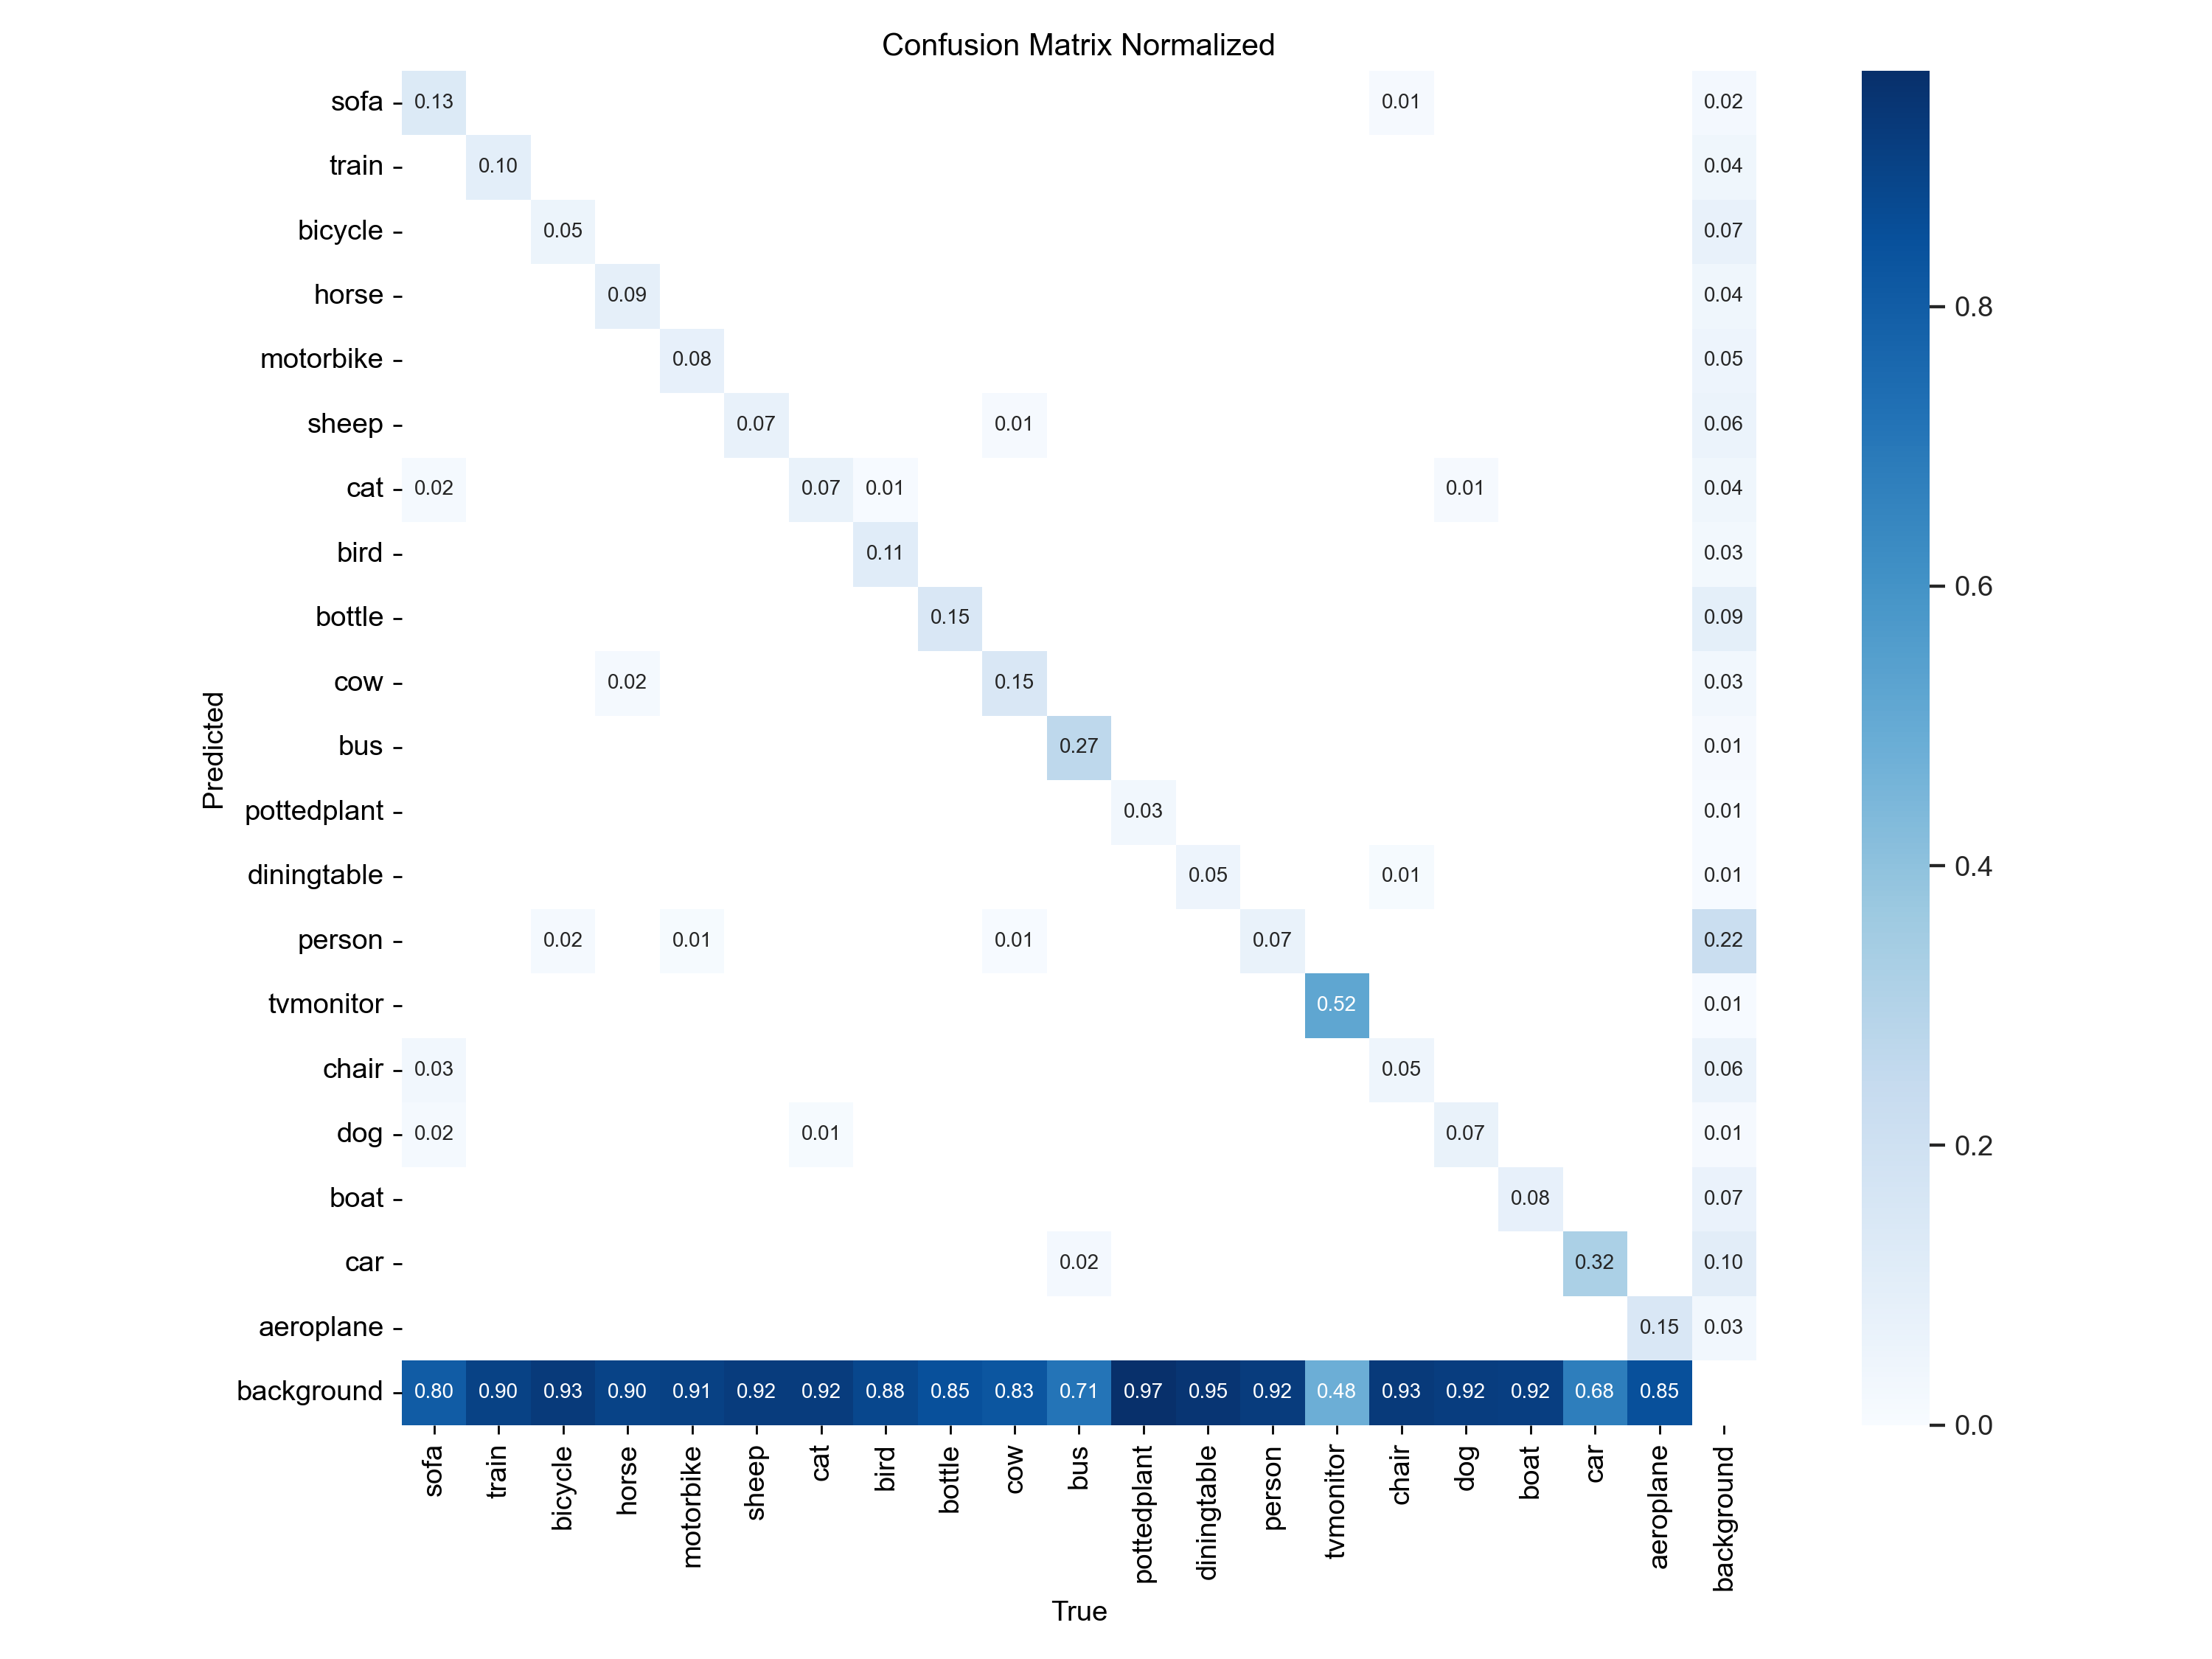 Confusion Matrix Normalized
sofa 0.13 0.01 0.02
train 0.10 0.04
bicycle 0.05 0.07
horse 0.09 0.04
motorbike 0.08 0.05
sheep 0.07 0.01 0.06
cat 0.02 0.07 0.01 0.01 0.04
bird 0.11 0.03
bottle 0.15 0.09
cow 0.02 0.15 0.03
bus 0.27 0.01
pottedplant 0.03 0.01
diningtable 0.05 0.01 0.01
person 0.02 0.01 0.01 0.07 0.22
tvmonitor 0.52 0.01
chair 0.03 0.05 0.06
dog 0.02 0.01 0.07 0.01
boat 0.08 0.07
car 0.02 0.32 0.10
aeroplane 0.15 0.03
background 0.80 0.90 0.93 0.90 0.91 0.92 0.92 0.88 0.85 0.83 0.71 0.97 0.95 0.92 0.48 0.93 0.92 0.92 0.68 0.85
sofa train bicycle horse motorbike sheep cat bird bottle cow bus pottedplant diningtable person tvmonitor chair dog boat car aeroplane background
True
Predicted
0.8
0.6
0.4
0.2
0.0